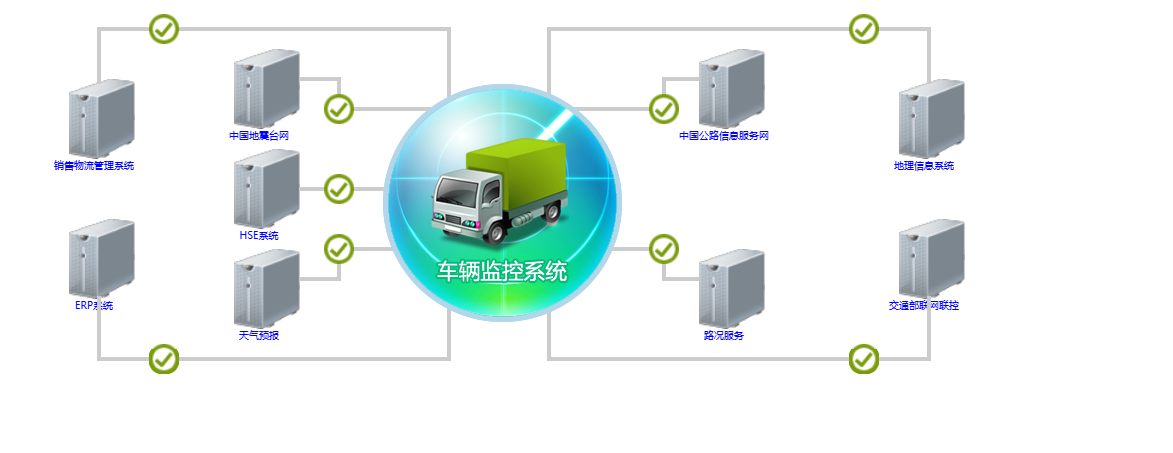 中国地震台网
中国公路信息服务网
销售物流管理系统
地理信息系统
HSE系统
车辆监控系统
ERP系统
交通部联网联控
天气预报
路况服务